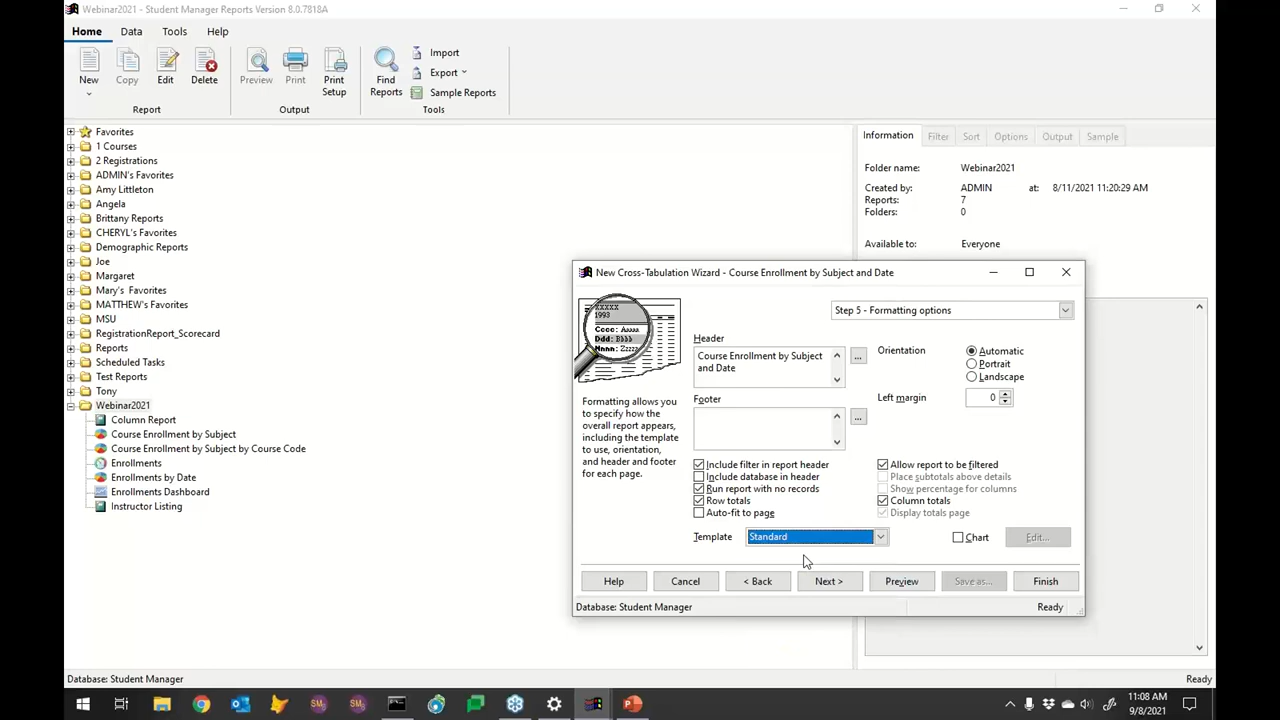 Webinar2021 - Student Manager Reports Version 8.0.7818A
Home Data Tools Help
New Copy Edit Delete Preview Print Print Setup Find Reports Import Export Sample Reports
Report Output Tools
Favorites
1 Courses
2 Registrations
ADMIN's Favorites
Amy Littleton
Angela
Brittany Reports
CHERYL's Favorites
Demographic Reports
Joe
Margaret
Mary's Favorites
MATTHEW's Favorites
MSU
RegistrationReport_Scorecard
Reports
Scheduled Tasks
Test Reports
Tony
Webinar2021
Column Report
Course Enrollment by Subject
Course Enrollment by Subject by Course Code
Enrollments
Enrollments by Date
Enrollments Dashboard
Instructor Listing
Information Filter Sort Options Output Sample
Folder name: Webinar2021
Created by: ADMIN at: 8/11/2021 11:20:29 AM
Reports: 7
Folders: 0
Available to: Everyone
New Cross-Tabulation Wizard - Course Enrollment by Subject and Date
XXXXX
1993
Cccc: Aaaaa
Ddd: Bbbb
Nnnn: Zzzzz
Formatting allows you
to specify how the
overall report appears,
including the template
to use, orientation,
and header and footer
for each page.
Step 5 - Formatting options
Header
Course Enrollment by Subject
and Date
...
Orientation
Automatic
Portrait
Landscape
Footer
...
Left margin 0
Include filter in report header
Include database in header
Run report with no records
Row totals
Auto-fit to page
Allow report to be filtered
Place subtotals above details
Show percentage for columns
Column totals
Display totals page
Template Standard Chart Edit...
Help Cancel < Back Next > Preview Save as... Finish
Database: Student Manager Ready
Database: Student Manager Ready
SM SM
11:08 AM
9/8/2021